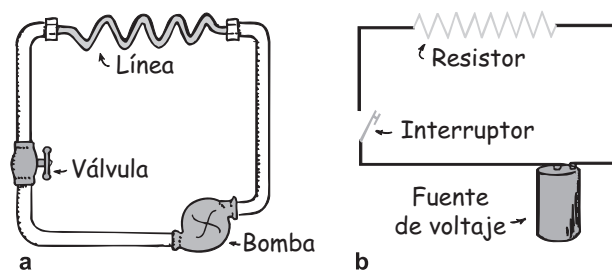 Línea
Válvula
Bomba
a
Resistor
Interruptor
Fuente
de voltaje
b